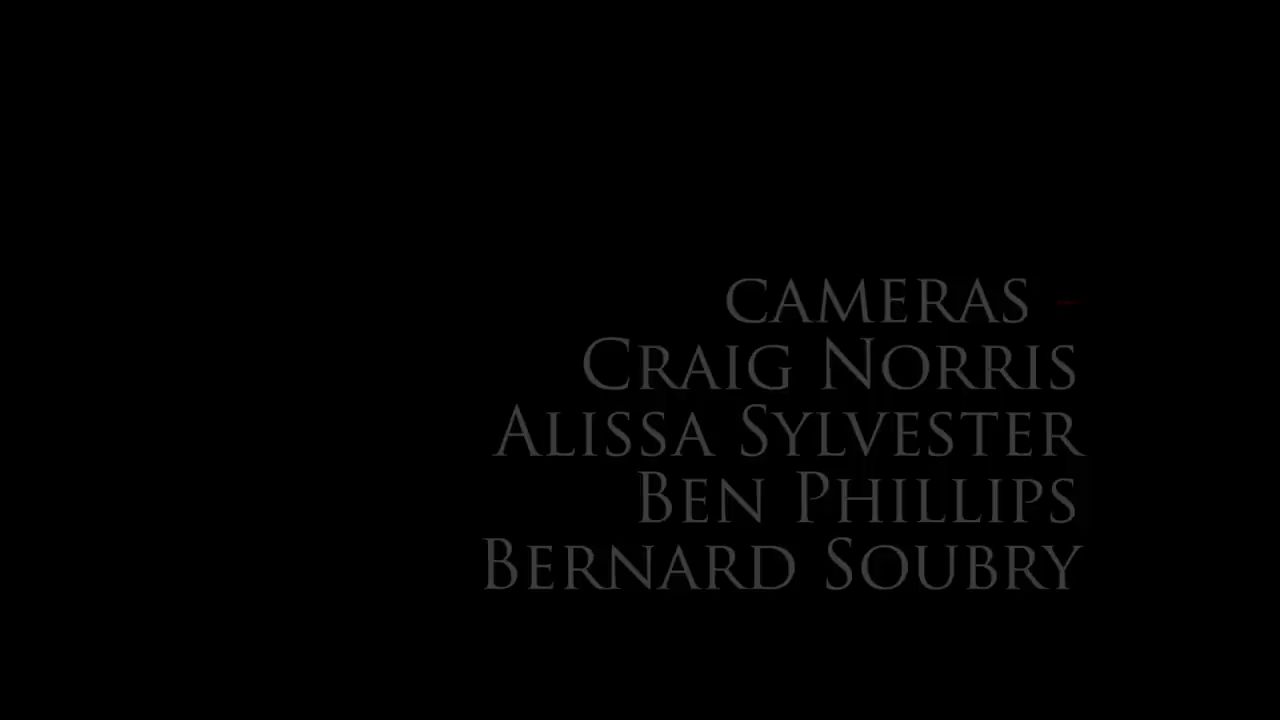 CAMERAS -
CRAIG NORRIS
ALISSA SYLVESTER
BEN PHILLIPS
BERNARD SOUBRY